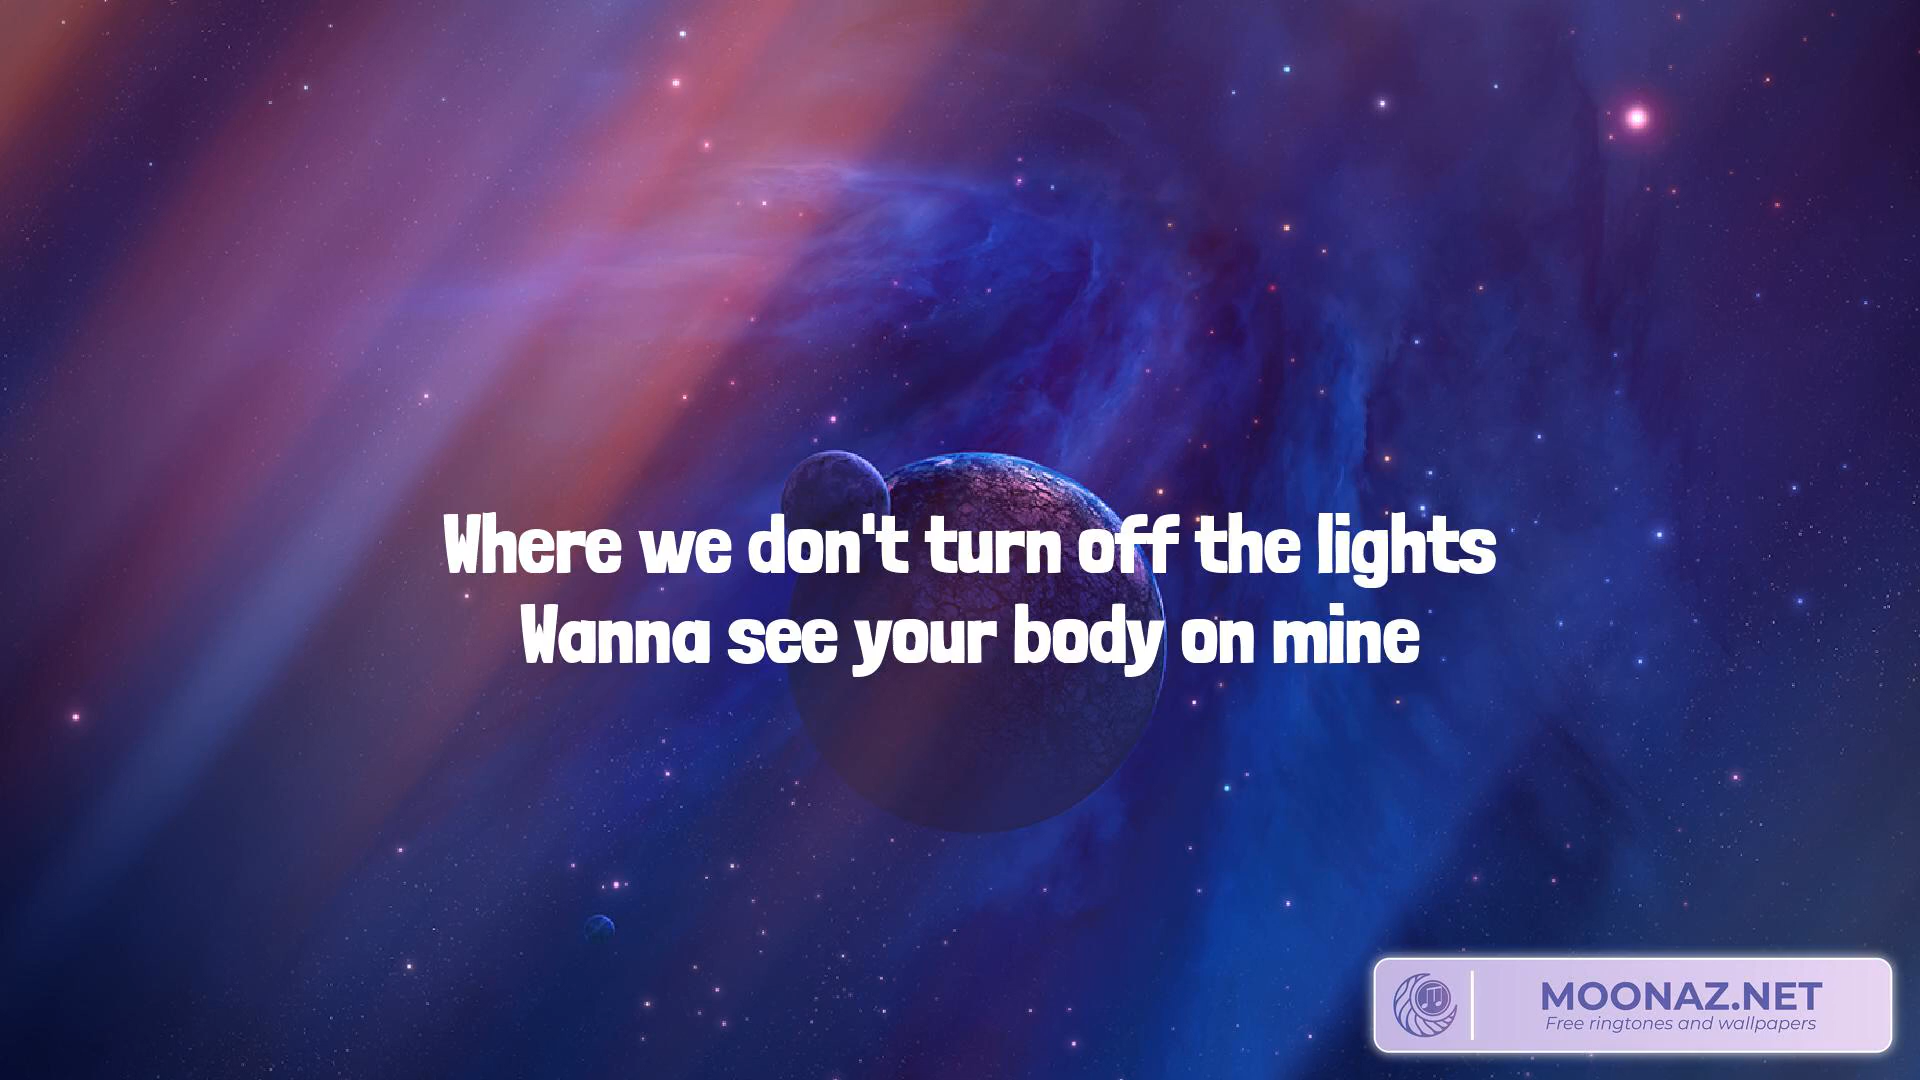 Where we don't turn off the lights
Wanna see your body on mine
MOONAZ.NET
Free ringtones and wallpapers